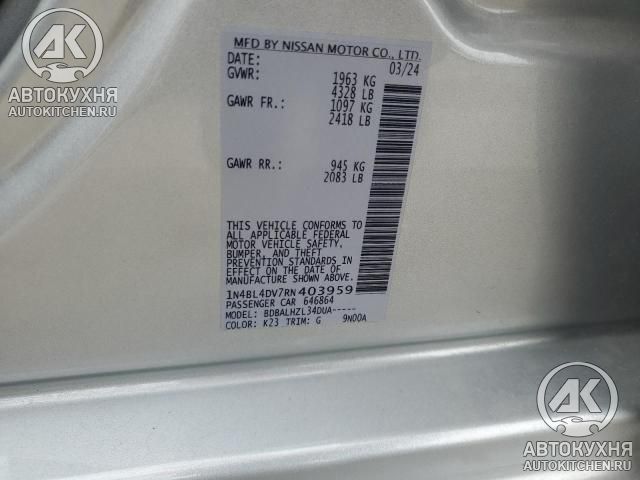 AK
АВТОКУХНЯ
AUTOKITCHEN.RU
MFD BY NISSAN MOTOR CO., LTD.
DATE: 03/24
GVWR: 1963 KG
4328 LB
GAWR FR.: 1097 KG
2418 LB
GAWR RR.: 945 KG
2083 LB
THIS VEHICLE CONFORMS TO
ALL APPLICABLE FEDERAL
MOTOR VEHICLE SAFETY,
BUMPER, AND THEFT
PREVENTION STANDARDS
IN EFFECT ON THE DATE OF
MANUFACTURE SHOWN ABOVE.
1N4BL4DV7RN403959
PASSENGER CAR 646864
MODEL: BDBALHZL34DUA-----
COLOR: K23 TRIM: G 9N00A
AK
АВТОКУХНЯ
AUTOKITCHEN.RU